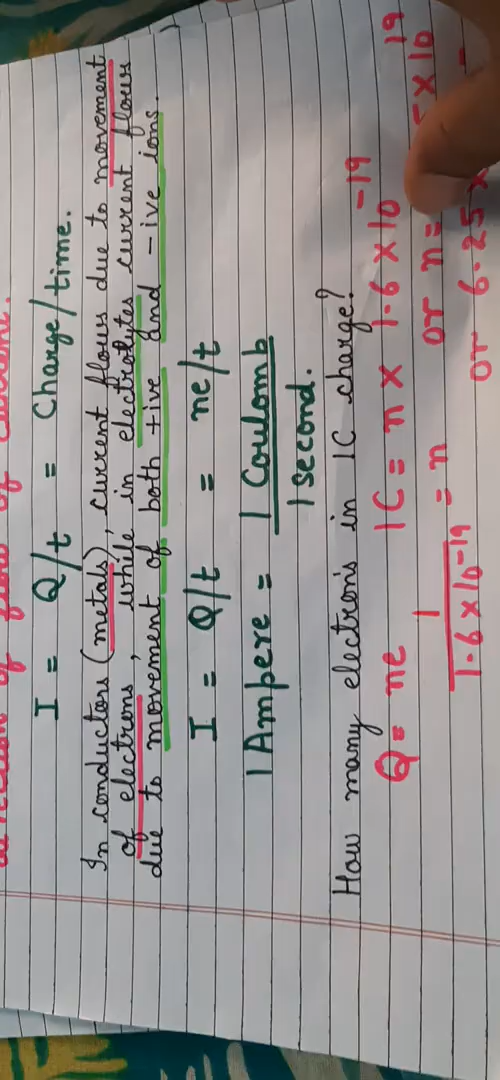 I = Q/t = Charge/time.
In conductors (metals), current flows due to movement
of electrons, while in electrolytes current flows
due to movement of both +ive and -ive ions.
I = Q/t = ne/t
1 Ampere = 1 Coulomb
1 second.
How many electrons in 1C charge?
Q = ne 1C = n × 1.6 × 10^-19
1 = n or n = × 10^19
1.6 × 10^-19 or 6.25 ×